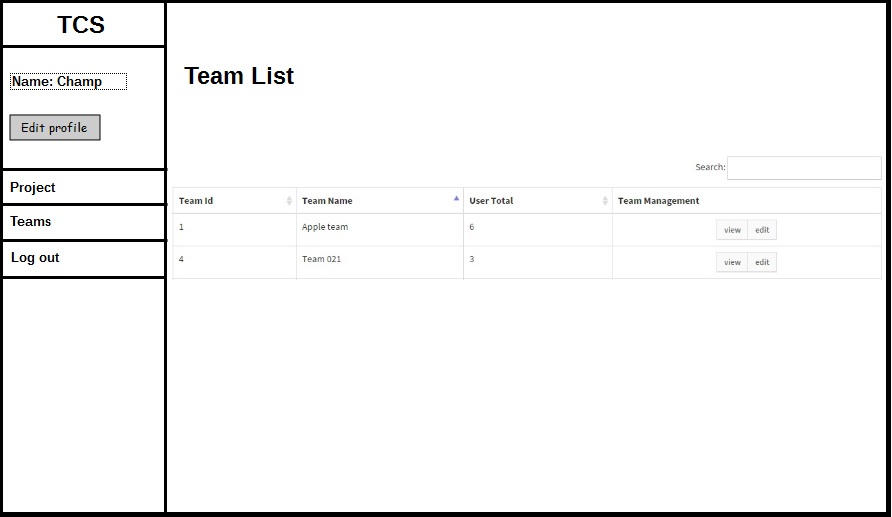 TCS
Name: Champ
Edit profile
Project
Teams
Log out
Team List
Search:
Team Id Team Name User Total Team Management
1 Apple team 6 view edit
4 Team 021 3 view edit